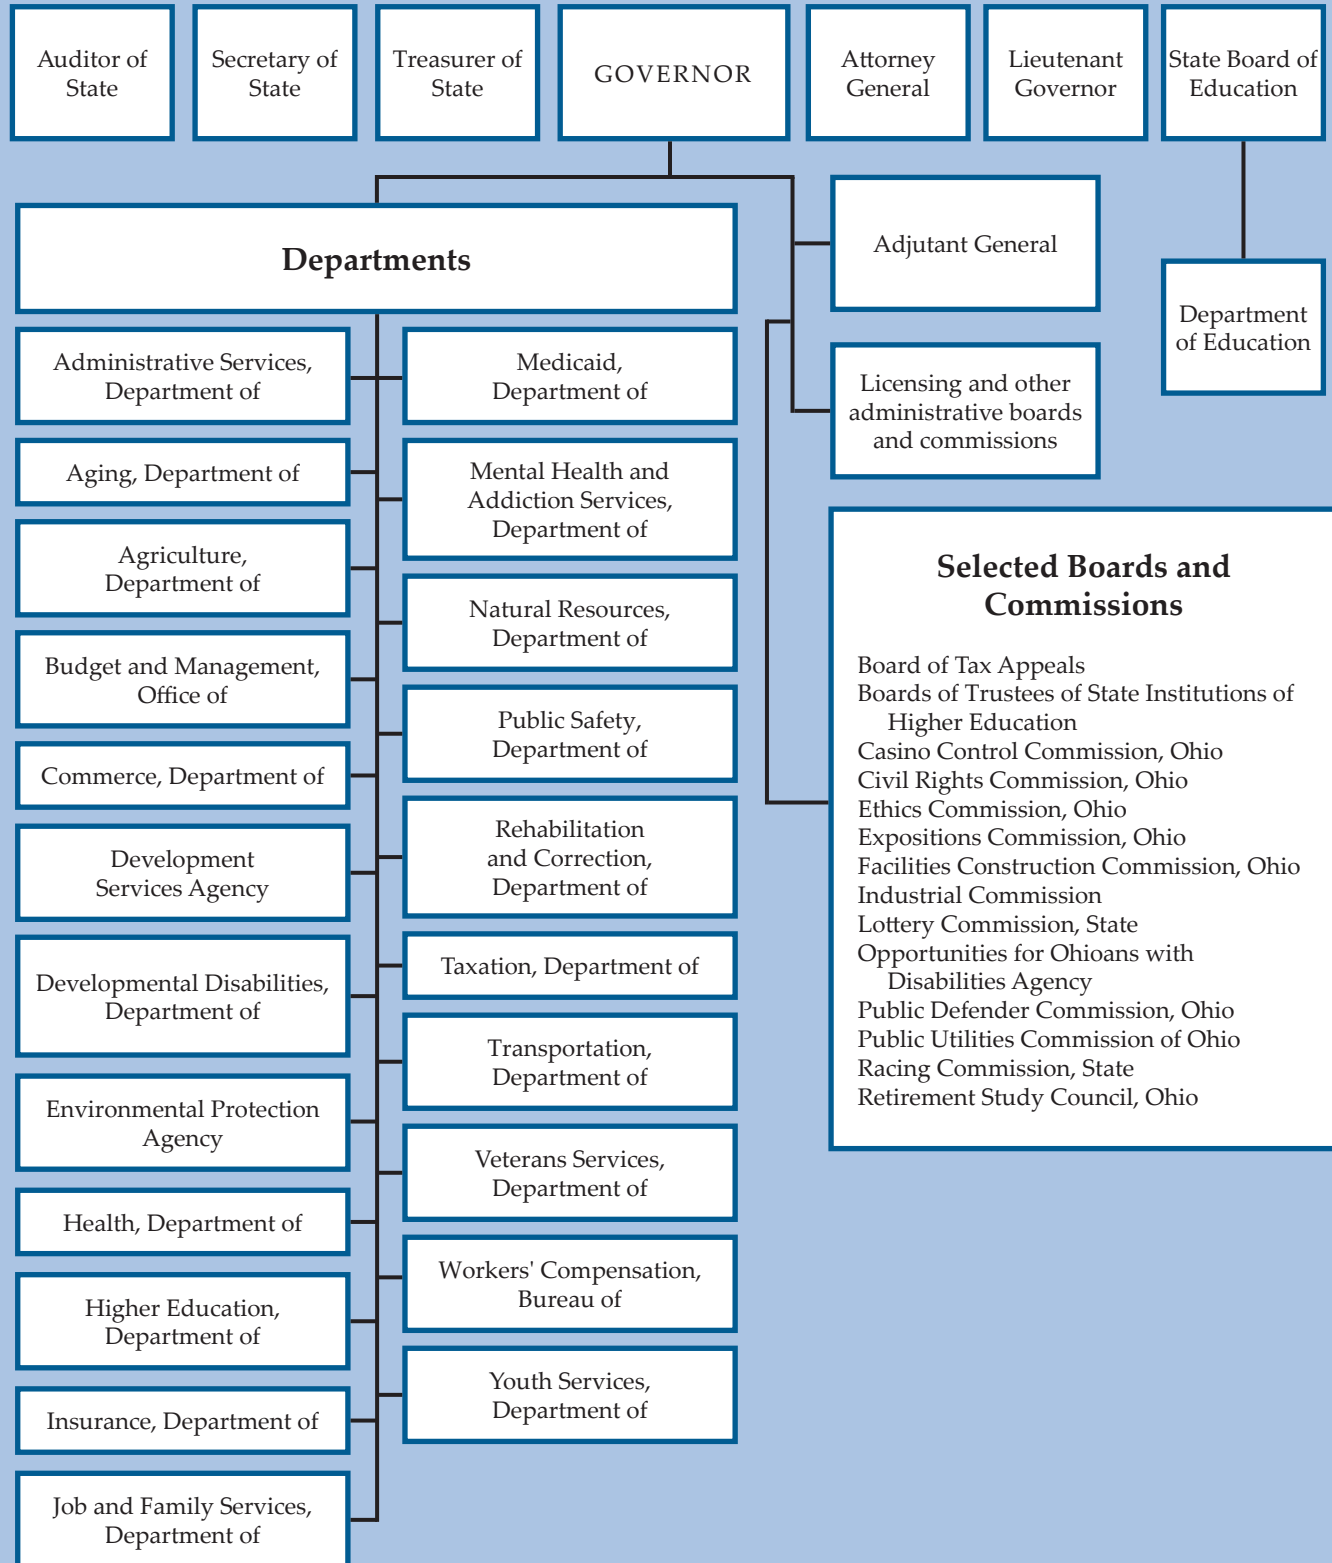 Auditor of
State
Secretary of
State
Treasurer of
State
GOVERNOR
Attorney
General
Lieutenant
Governor
State Board of
Education
Departments
Administrative Services,
Department of
Aging, Department of
Agriculture,
Department of
Budget and Management,
Office of
Commerce, Department of
Development
Services Agency
Developmental Disabilities,
Department of
Environmental Protection
Agency
Health, Department of
Higher Education,
Department of
Insurance, Department of
Job and Family Services,
Department of
Medicaid,
Department of
Mental Health and
Addiction Services,
Department of
Natural Resources,
Department of
Public Safety,
Department of
Rehabilitation
and Correction,
Department of
Taxation, Department of
Transportation,
Department of
Veterans Services,
Department of
Workers' Compensation,
Bureau of
Youth Services,
Department of
Adjutant General
Licensing and other
administrative boards
and commissions
Department
of Education
Selected Boards and
Commissions
Board of Tax Appeals
Boards of Trustees of State Institutions of
Higher Education
Casino Control Commission, Ohio
Civil Rights Commission, Ohio
Ethics Commission, Ohio
Expositions Commission, Ohio
Facilities Construction Commission, Ohio
Industrial Commission
Lottery Commission, State
Opportunities for Ohioans with
Disabilities Agency
Public Defender Commission, Ohio
Public Utilities Commission of Ohio
Racing Commission, State
Retirement Study Council, Ohio